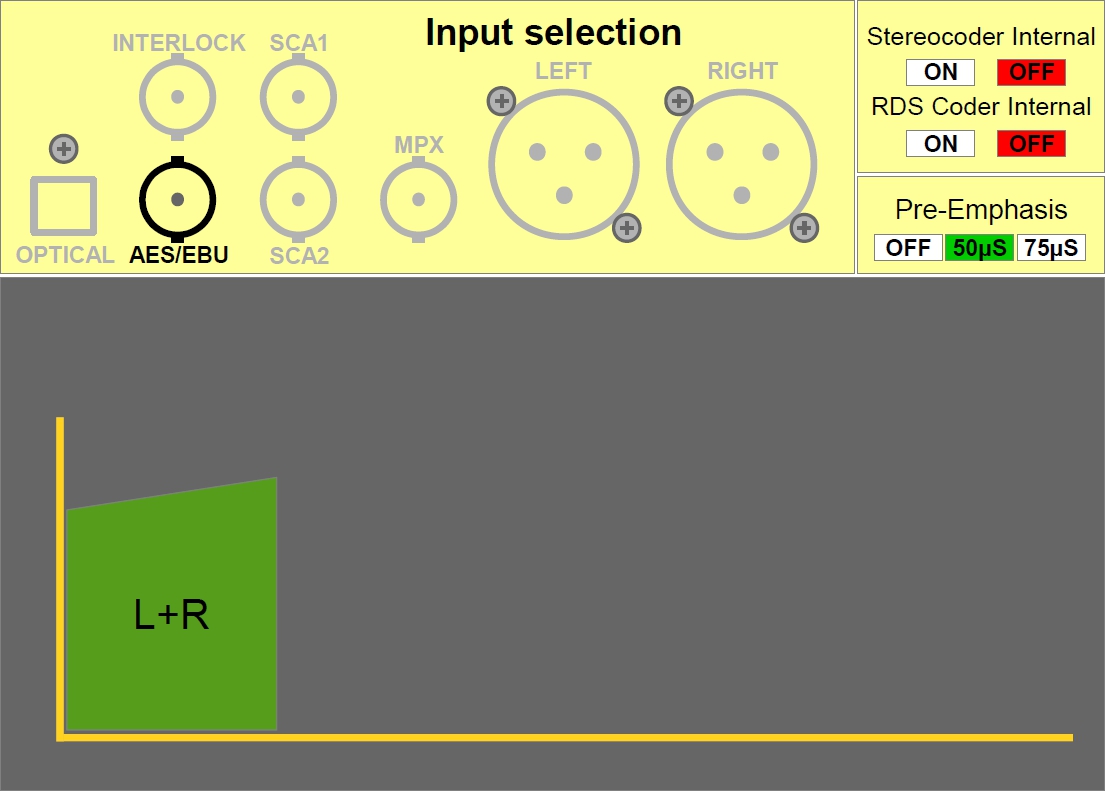 Input selection
INTERLOCK SCA1
LEFT RIGHT
MPX
OPTICAL AES/EBU SCA2
Stereocoder Internal
ON OFF
RDS Coder Internal
ON OFF
Pre-Emphasis
OFF 50µS 75µS
L+R